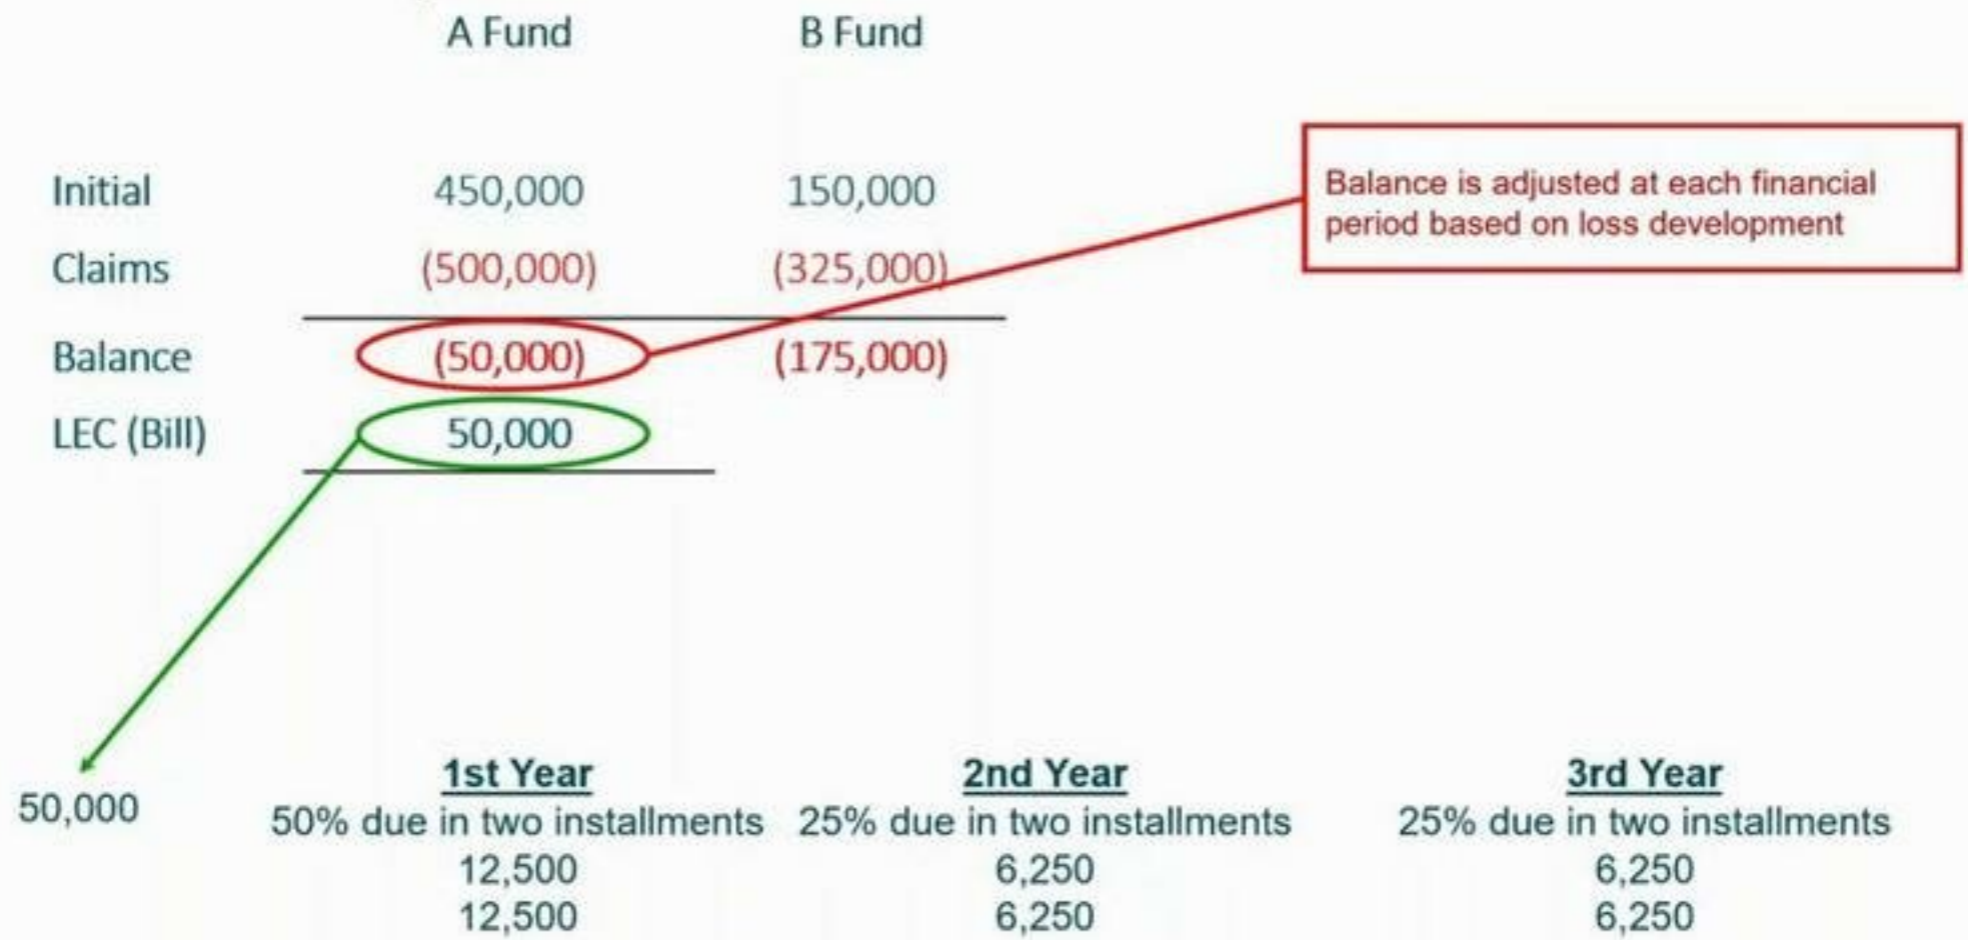 A Fund B Fund
Initial 450,000 150,000
Balance is adjusted at each financial
period based on loss development
Claims (500,000) (325,000)
Balance (50,000) (175,000)
LEC (Bill) 50,000
1st Year 2nd Year 3rd Year
50,000 50% due in two installments 25% due in two installments 25% due in two installments
12,500 6,250 6,250
12,500 6,250 6,250